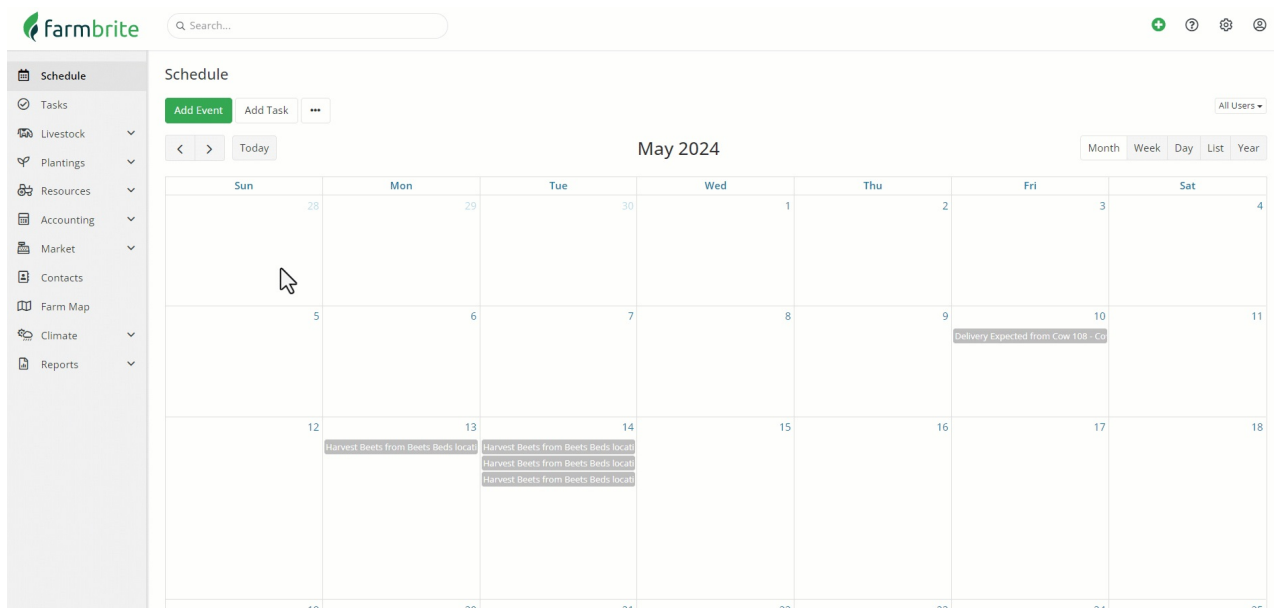 farmbrite
Search...
Schedule
Tasks
Livestock
Plantings
Resources
Accounting
Market
Contacts
Farm Map
Climate
Reports
Schedule
Add Event Add Task •••
All Users
Today
May 2024
Month Week Day List Year
Sun Mon Tue Wed Thu Fri Sat
28 29 30 1 2 3 4
5 6 7 8 9 10 11
Delivery Expected from Cow 108 - Co
12 13 14 15 16 17 18
Harvest Beets from Beets Beds locati Harvest Beets from Beets Beds locati
Harvest Beets from Beets Beds locati
Harvest Beets from Beets Beds locati